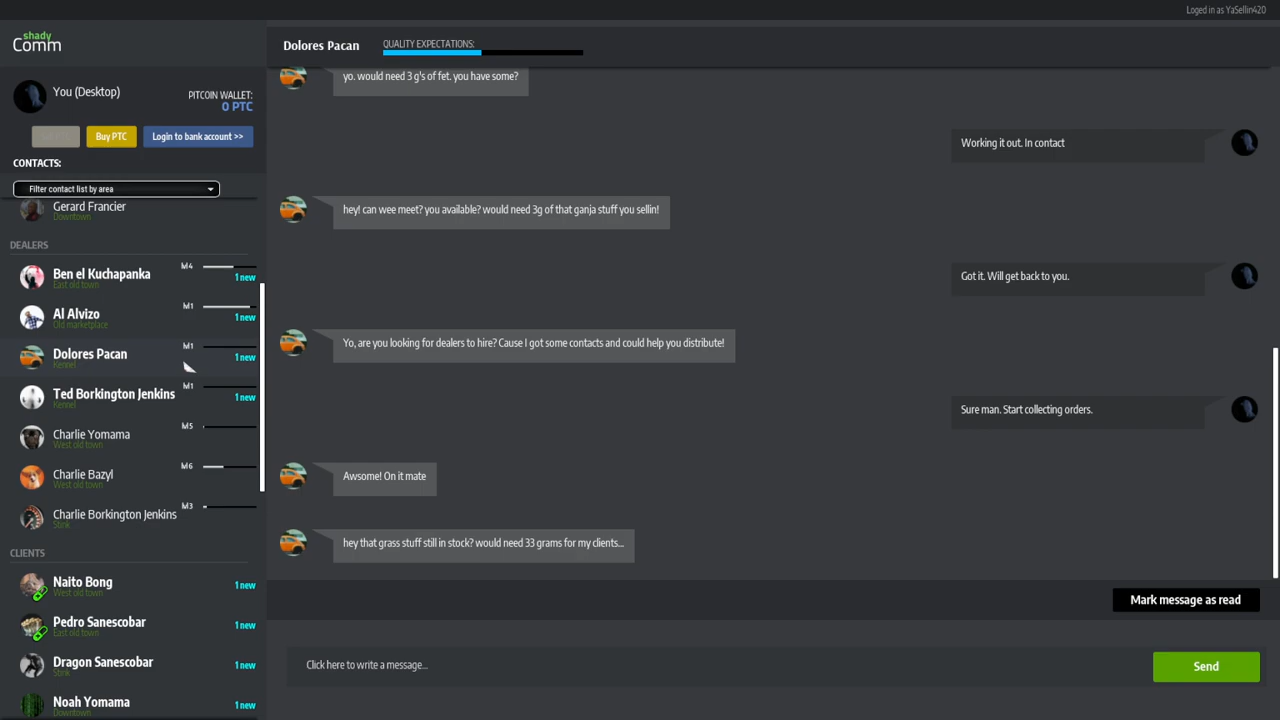 Loged in as YaSellin420
shady
Comm
You (Desktop)
PITCOIN WALLET:
0 PTC
Buy PTC
Login to bank account >>
CONTACTS:
Filter contact list by area
Gerard Francier
Downtown
DEALERS
Ben el Kuchapanka
East old town
lvl4
1 new
Al Alvizo
Old marketplace
lvl1
1 new
Dolores Pacan
Kennel
lvl1
1 new
Ted Borkington Jenkins
Kennel
lvl1
1 new
Charlie Yomama
West old town
lvl5
Charlie Bazyl
West old town
lvl6
Charlie Borkington Jenkins
Stink
lvl3
CLIENTS
Naito Bong
West old town
1 new
Pedro Sanescobar
East old town
1 new
Dragon Sanescobar
Stink
1 new
Noah Yomama
Downtown
1 new
Dolores Pacan
QUALITY EXPECTATIONS:
yo. would need 3 g's of fet. you have some?
Working it out. In contact
hey! can wee meet? you available? would need 3g of that ganja stuff you sellin!
Got it. Will get back to you.
Yo, are you looking for dealers to hire? Cause I got some contacts and could help you distribute!
Sure man. Start collecting orders.
Awsome! On it mate
hey that grass stuff still in stock? would need 33 grams for my clients...
Mark message as read
Click here to write a message...
Send